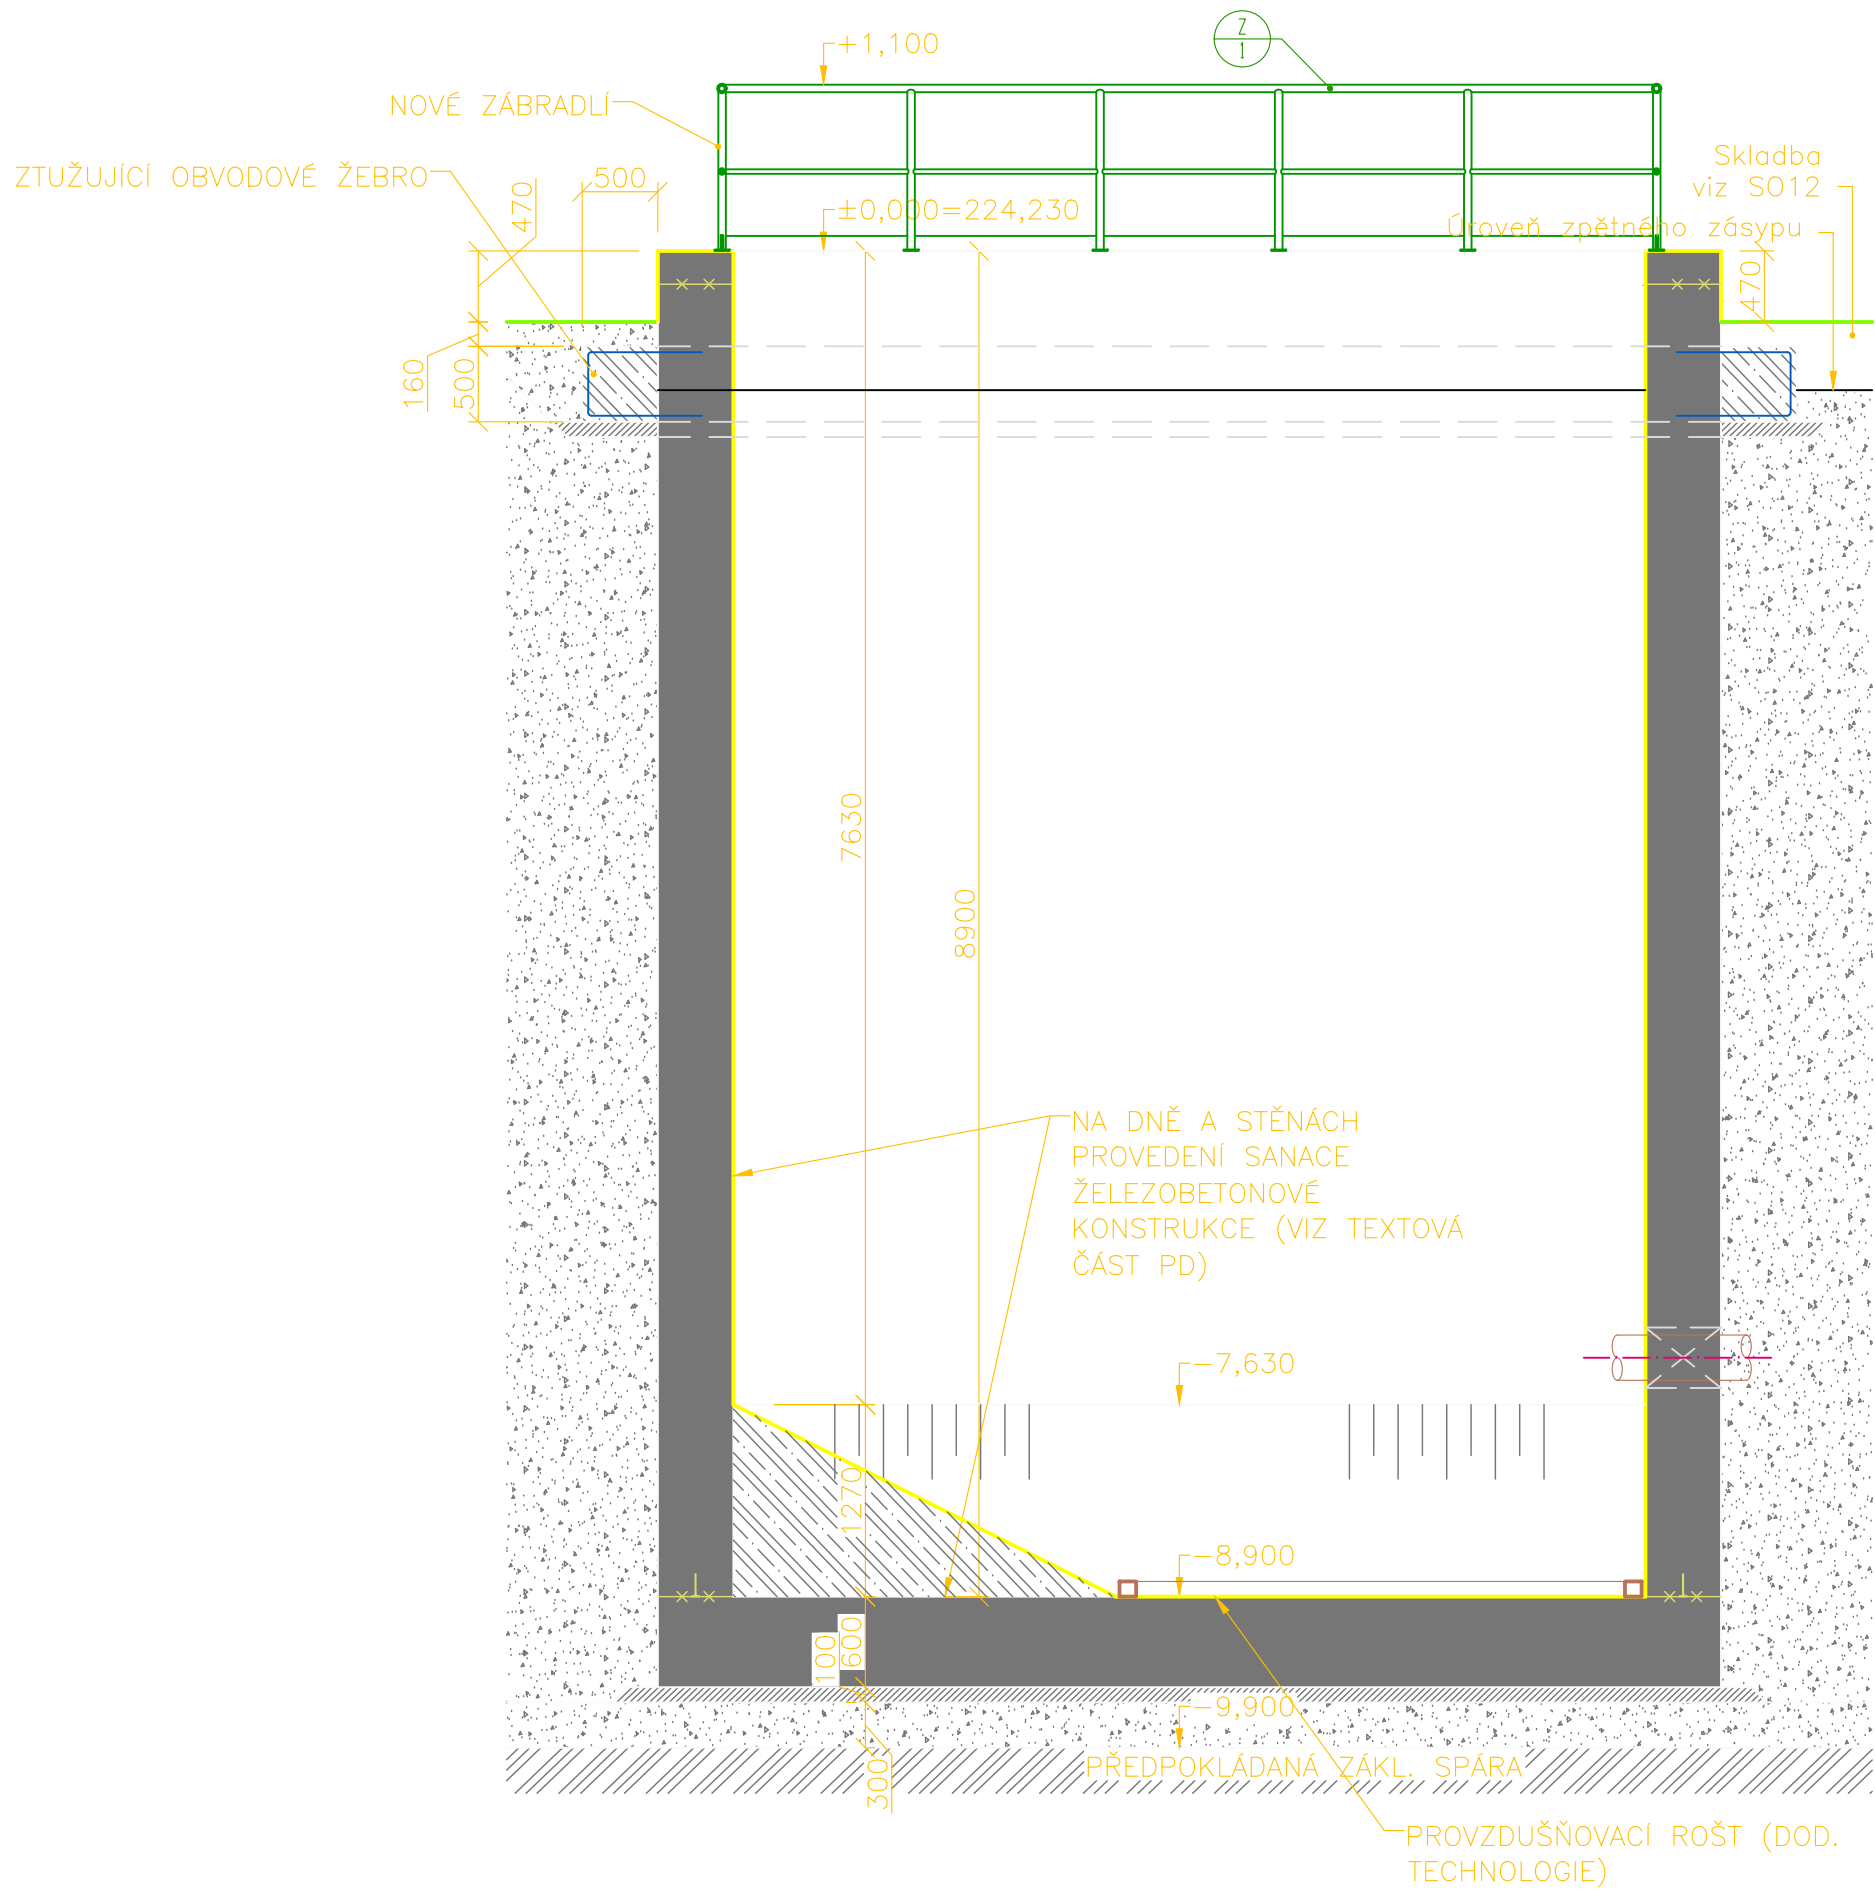 Z
1
+1,100
NOVÉ ZÁBRADLÍ
ZTUŽUJÍCÍ OBVODOVÉ ŽEBRO
500
470
±0,000=224,230
Skladba
viz SO12
Úroveň zpětného zásypu
470
160
500
7630
8900
NA DNĚ A STĚNÁCH
PROVEDENÍ SANACE
ŽELEZOBETONOVÉ
KONSTRUKCE (VIZ TEXTOVÁ
ČÁST PD)
-7,630
1270
-8,900
100
600
-9,900
300
PŘEDPOKLÁDANÁ ZÁKL. SPÁRA
PROVZDUŠŇOVACÍ ROŠT (DOD.
TECHNOLOGIE)